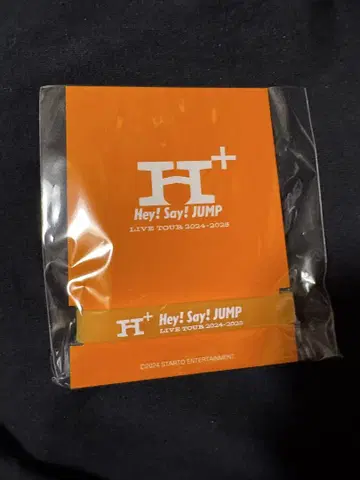 H+
Hey! Say! JUMP
LIVE TOUR 2024-2025
H+ Hey! Say! JUMP
LIVE TOUR 2024-2025
©2024 STARTO ENTERTAINMENT